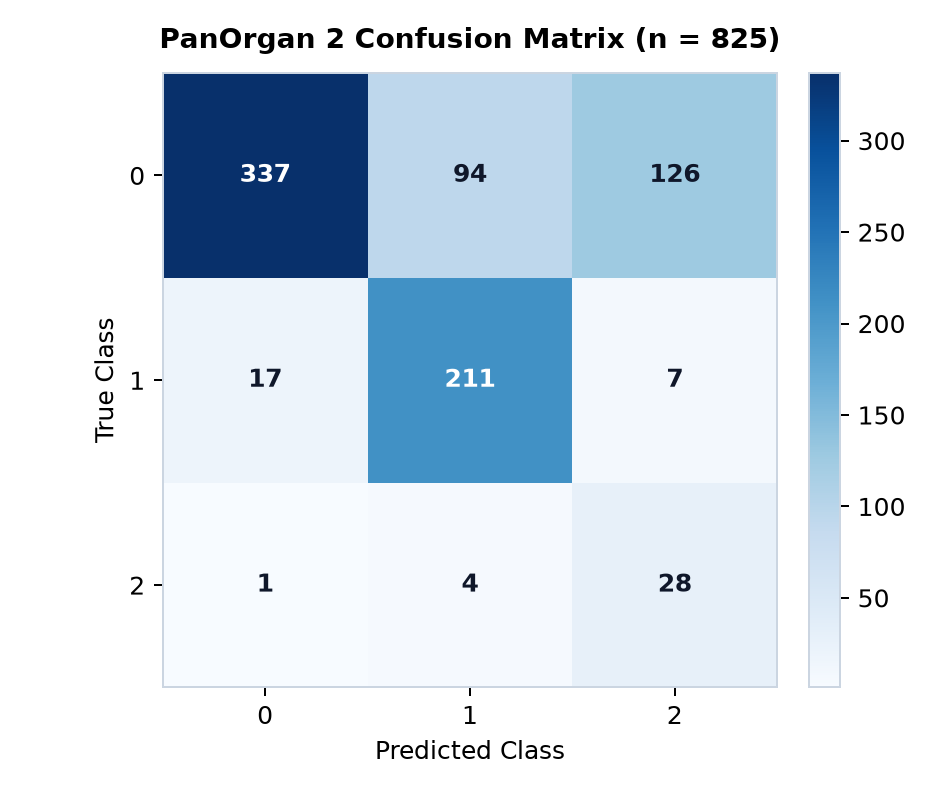 PanOrgan 2 Confusion Matrix (n = 825)
0 337 94 126
1 17 211 7
2 1 4 28
0 1 2
Predicted Class
True Class
300
250
200
150
100
50